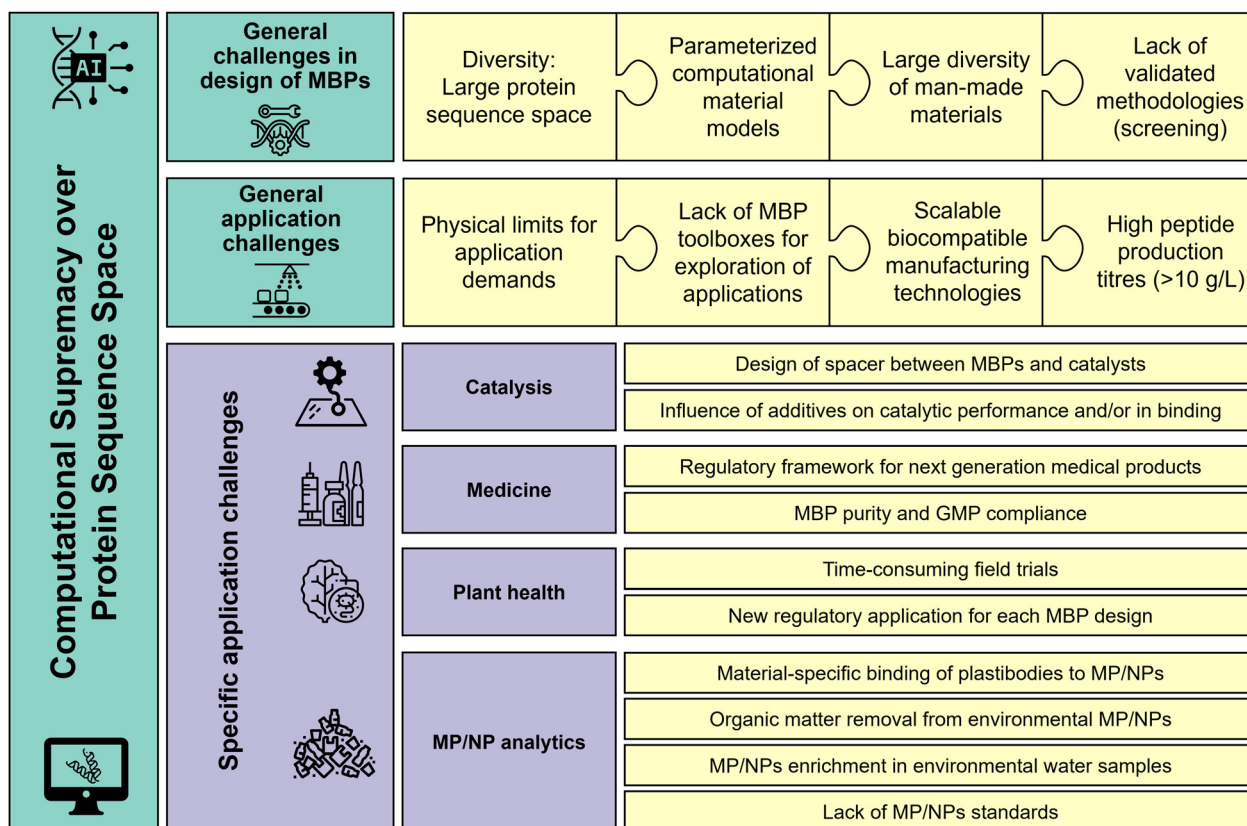 AI
Computational Supremacy over
Protein Sequence Space
General
challenges in
design of MBPs
Diversity:
Large protein
sequence space
Parameterized
computational
material
models
Large diversity
of man-made
materials
Lack of
validated
methodologies
(screening)
General
application
challenges
Physical limits for
application
demands
Lack of MBP
toolboxes for
exploration of
applications
Scalable
biocompatible
manufacturing
technologies
High peptide
production
titres (>10 g/L)
Specific application challenges
Catalysis
Design of spacer between MBPs and catalysts
Influence of additives on catalytic performance and/or in binding
Medicine
Regulatory framework for next generation medical products
MBP purity and GMP compliance
Plant health
Time-consuming field trials
New regulatory application for each MBP design
MP/NP analytics
Material-specific binding of plastibodies to MP/NPs
Organic matter removal from environmental MP/NPs
MP/NPs enrichment in environmental water samples
Lack of MP/NPs standards